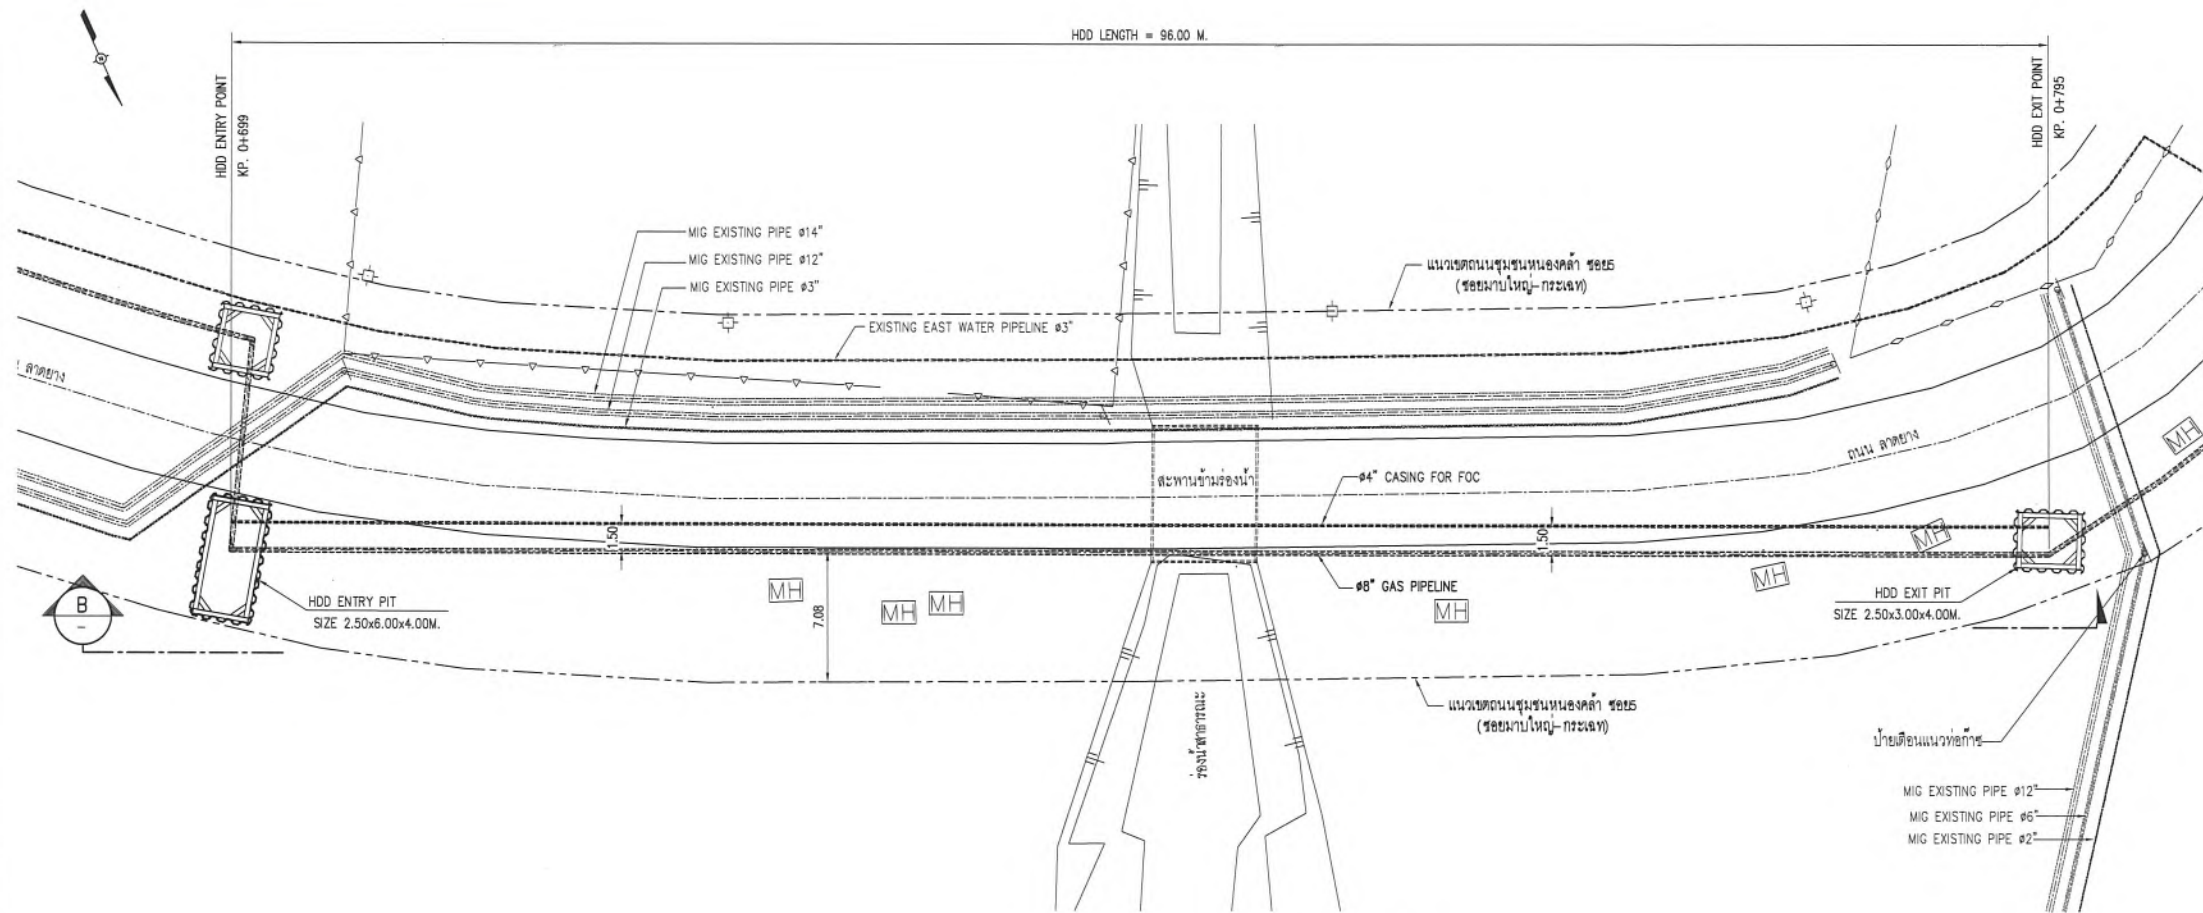 HDD LENGTH = 96.00 M.
HDD ENTRY POINT
KP. 0+699
HDD EXIT POINT
KP. 0+795
MIG EXISTING PIPE ø14"
MIG EXISTING PIPE ø12"
MIG EXISTING PIPE ø3"
EXISTING EAST WATER PIPELINE ø3"
แนวเขตถนนชุมชนหนองคล้า ซอย5
(ซอยมาบใหญ่-กระเฉท)
ลาดยาง
ถนน ลาดยาง
MH
สะพานข้ามร่องน้ำ
ø4" CASING FOR FOC
1.50
1.50
MH
ø8" GAS PIPELINE
MH
MH
MH
MH
MH
7.08
B
-
HDD ENTRY PIT
SIZE 2.50x6.00x4.00M.
HDD EXIT PIT
SIZE 2.50x3.00x4.00M.
ร่องน้ำสาธารณะ
แนวเขตถนนชุมชนหนองคล้า ซอย5
(ซอยมาบใหญ่-กระเฉท)
ป้ายเตือนแนวท่อก๊าซ
MIG EXISTING PIPE ø12"
MIG EXISTING PIPE ø6"
MIG EXISTING PIPE ø2"